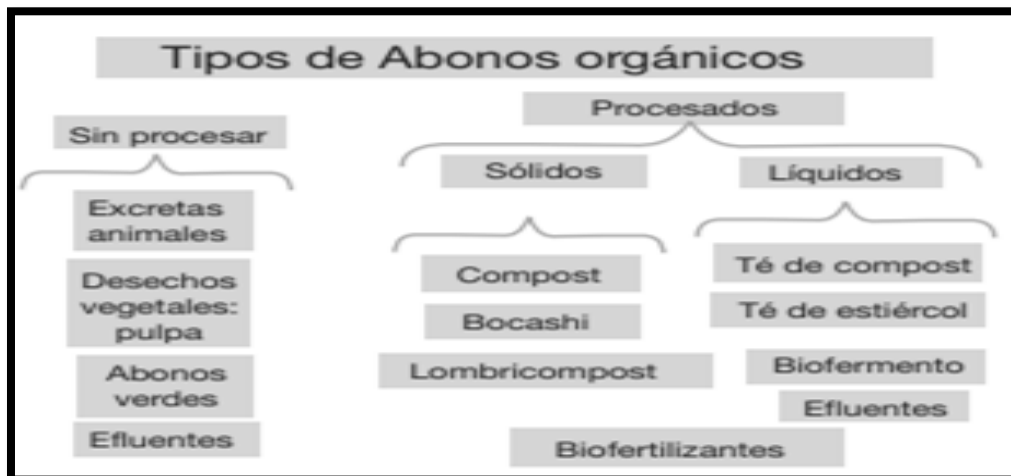 Tipos de Abonos orgánicos
Sin procesar
Excretas
animales
Desechos
vegetales:
pulpa
Abonos
verdes
Efluentes
Procesados
Sólidos
Compost
Bocashi
Lombricompost
Líquidos
Té de compost
Té de estiércol
Biofermento
Efluentes
Biofertilizantes